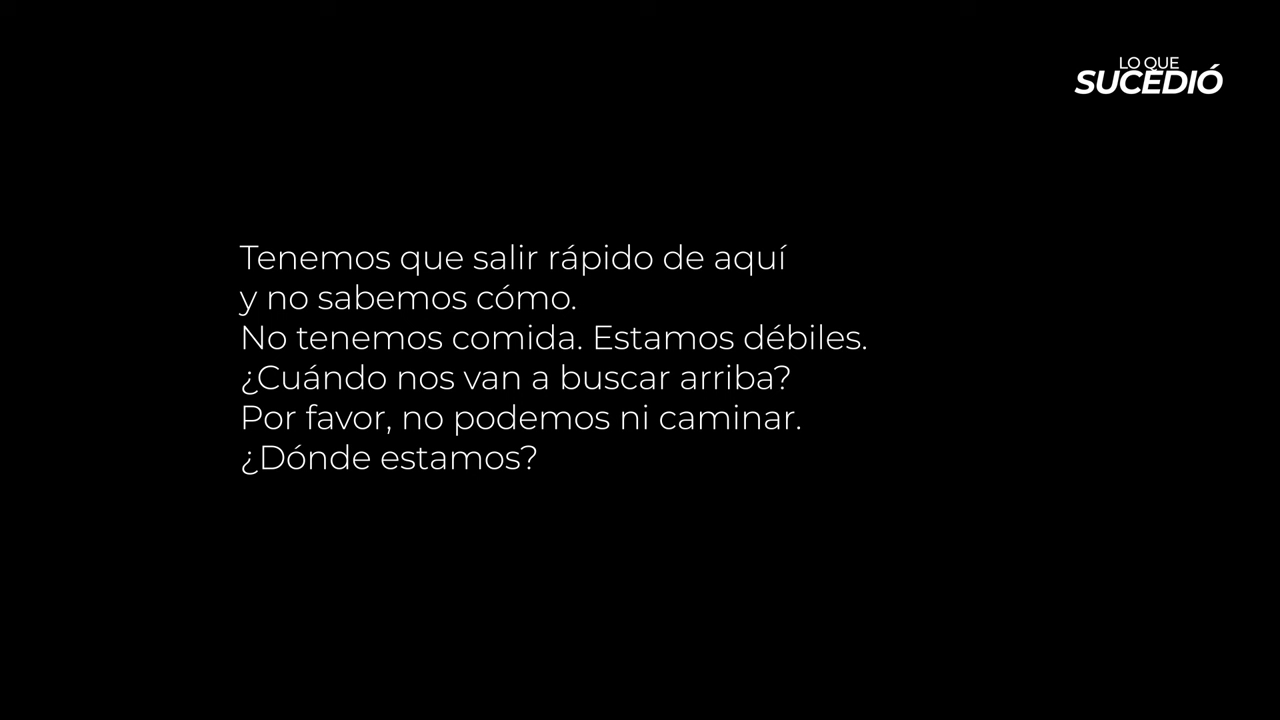 LO QUE
SUCEDIÓ
Tenemos que salir rápido de aquí
y no sabemos cómo.
No tenemos comida. Estamos débiles.
¿Cuándo nos van a buscar arriba?
Por favor, no podemos ni caminar.
¿Dónde estamos?